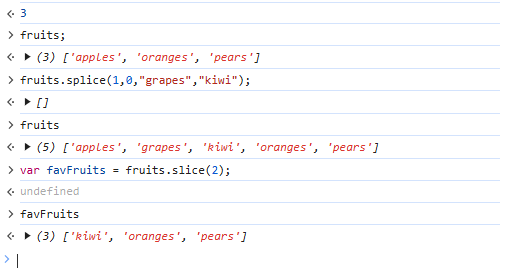 3
fruits;
(3) ['apples', 'oranges', 'pears']
fruits.splice(1,0,"grapes","kiwi");
[]
fruits
(5) ['apples', 'grapes', 'kiwi', 'oranges', 'pears']
var favFruits = fruits.slice(2);
undefined
favFruits
(3) ['kiwi', 'oranges', 'pears']